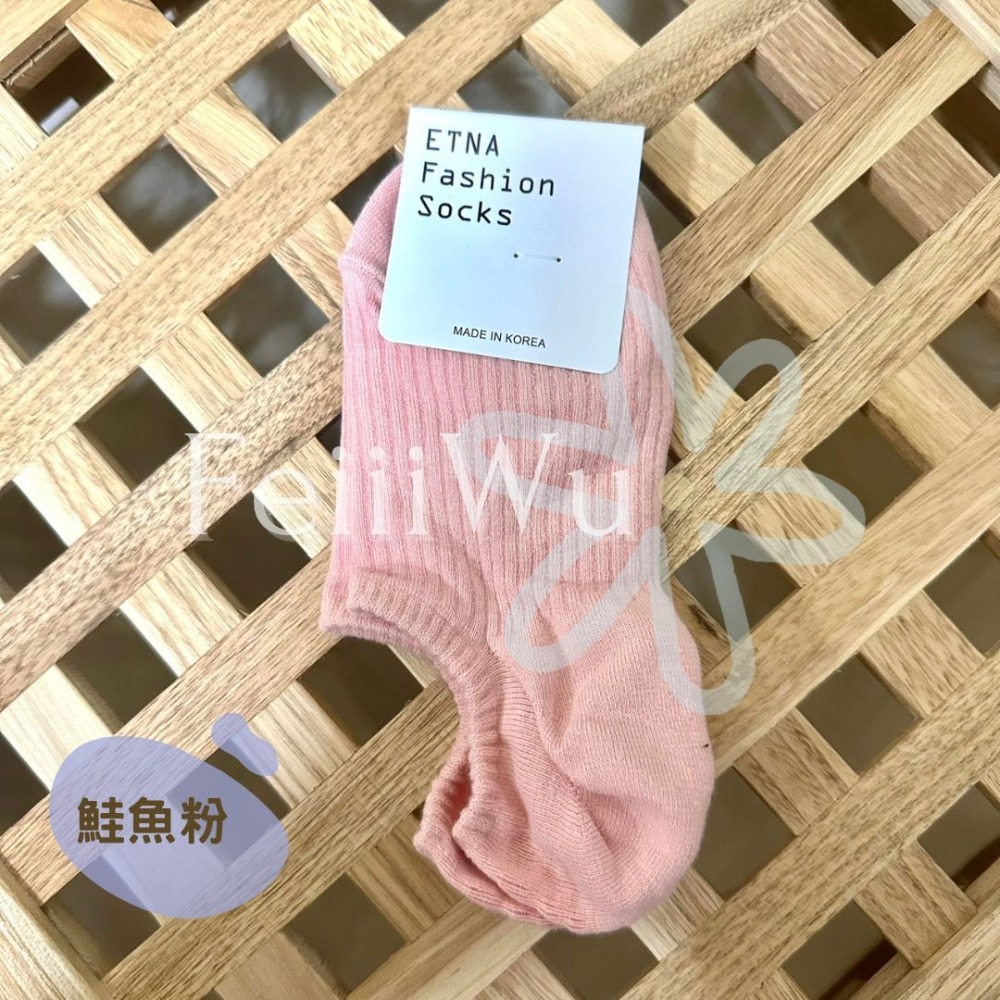 ETNA
Fashion
Socks
MADE IN KOREA
FeiiiWu
鮭魚粉